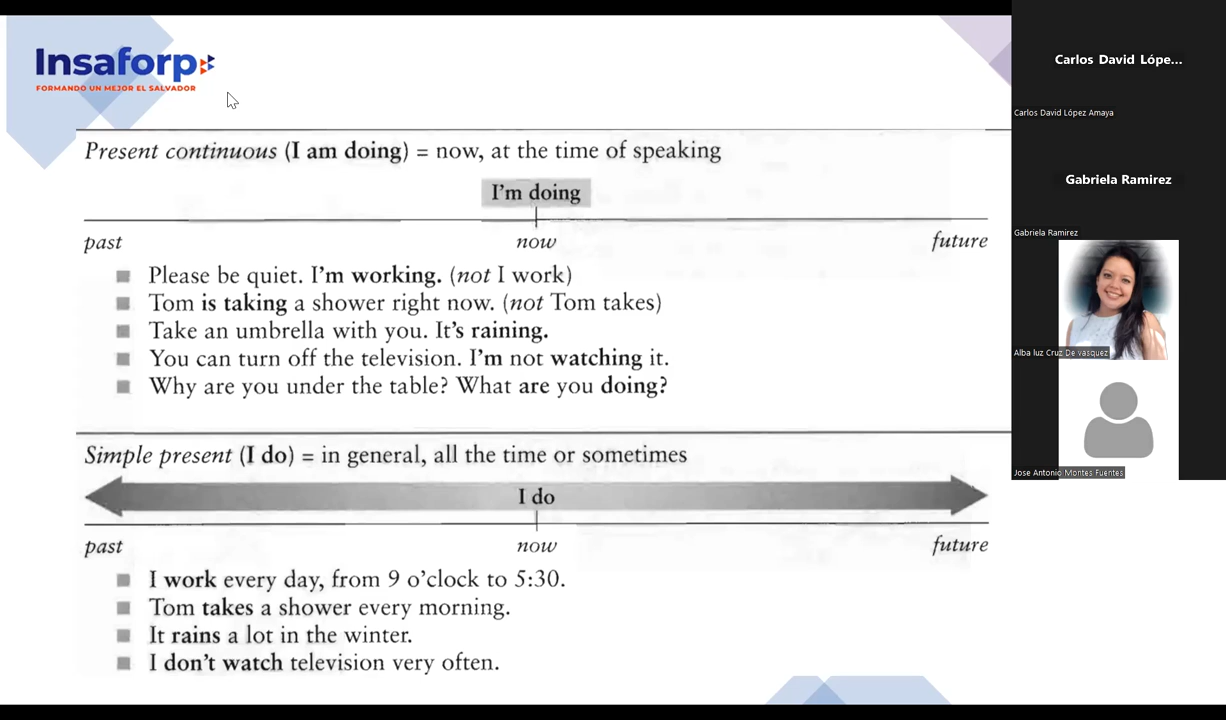 Insaforp
FORMANDO UN MEJOR EL SALVADOR
Present continuous (I am doing) = now, at the time of speaking
I'm doing
past now future
Please be quiet. I'm working. (not I work)
Tom is taking a shower right now. (not Tom takes)
Take an umbrella with you. It's raining.
You can turn off the television. I'm not watching it.
Why are you under the table? What are you doing?
Simple present (I do) = in general, all the time or sometimes
I do
past now future
I work every day, from 9 o'clock to 5:30.
Tom takes a shower every morning.
It rains a lot in the winter.
I don't watch television very often.
Carlos David Lópe...
Carlos David López Amaya
Gabriela Ramirez
Gabriela Ramirez
Alba luz Cruz De vasquez
Jose Antonio Montes Fuentes